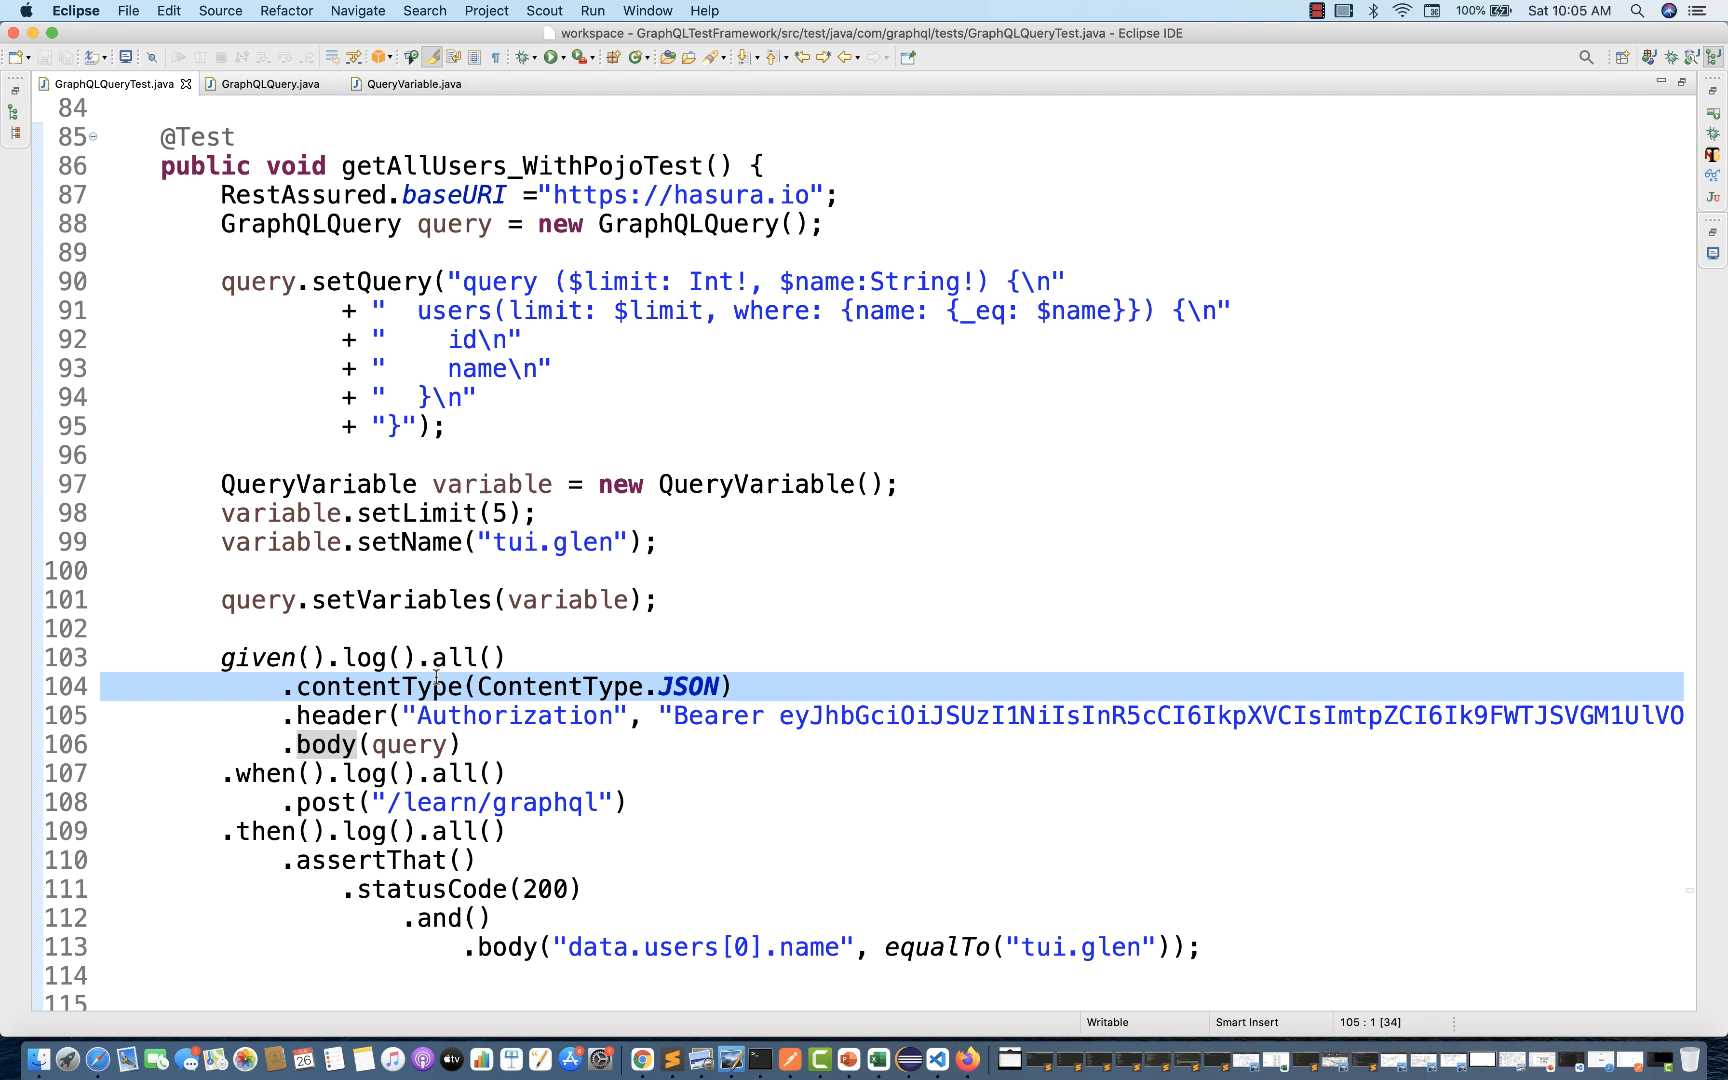 Eclipse File Edit Source Refactor Navigate Search Project Scout Run Window Help 100% Sat 10:05 AM
workspace - GraphQLTestFramework/src/test/java/com/graphql/tests/GraphQLQueryTest.java - Eclipse IDE
GraphQLQueryTest.java GraphQLQuery.java QueryVariable.java
84
85 @Test
86 public void getAllUsers_WithPojoTest() {
87 RestAssured.baseURI ="https://hasura.io";
88 GraphQLQuery query = new GraphQLQuery();
89
90 query.setQuery("query ($limit: Int!, $name:String!) {\n"
91 + "  users(limit: $limit, where: {name: {_eq: $name}}) {\n"
92 + "    id\n"
93 + "    name\n"
94 + "  }\n"
95 + "}");
96
97 QueryVariable variable = new QueryVariable();
98 variable.setLimit(5);
99 variable.setName("tui.glen");
100
101 query.setVariables(variable);
102
103 given().log().all()
104 .contentType(ContentType.JSON)
105 .header("Authorization", "Bearer eyJhbGciOiJSUzI1NiIsInR5cCI6IkpXVCIsImtpZCI6Ik9FWTJSVGM1UlVO
106 .body(query)
107 .when().log().all()
108 .post("/learn/graphql")
109 .then().log().all()
110 .assertThat()
111 .statusCode(200)
112 .and()
113 .body("data.users[0].name", equalTo("tui.glen"));
114
115
Writable Smart Insert 105 : 1 [34]